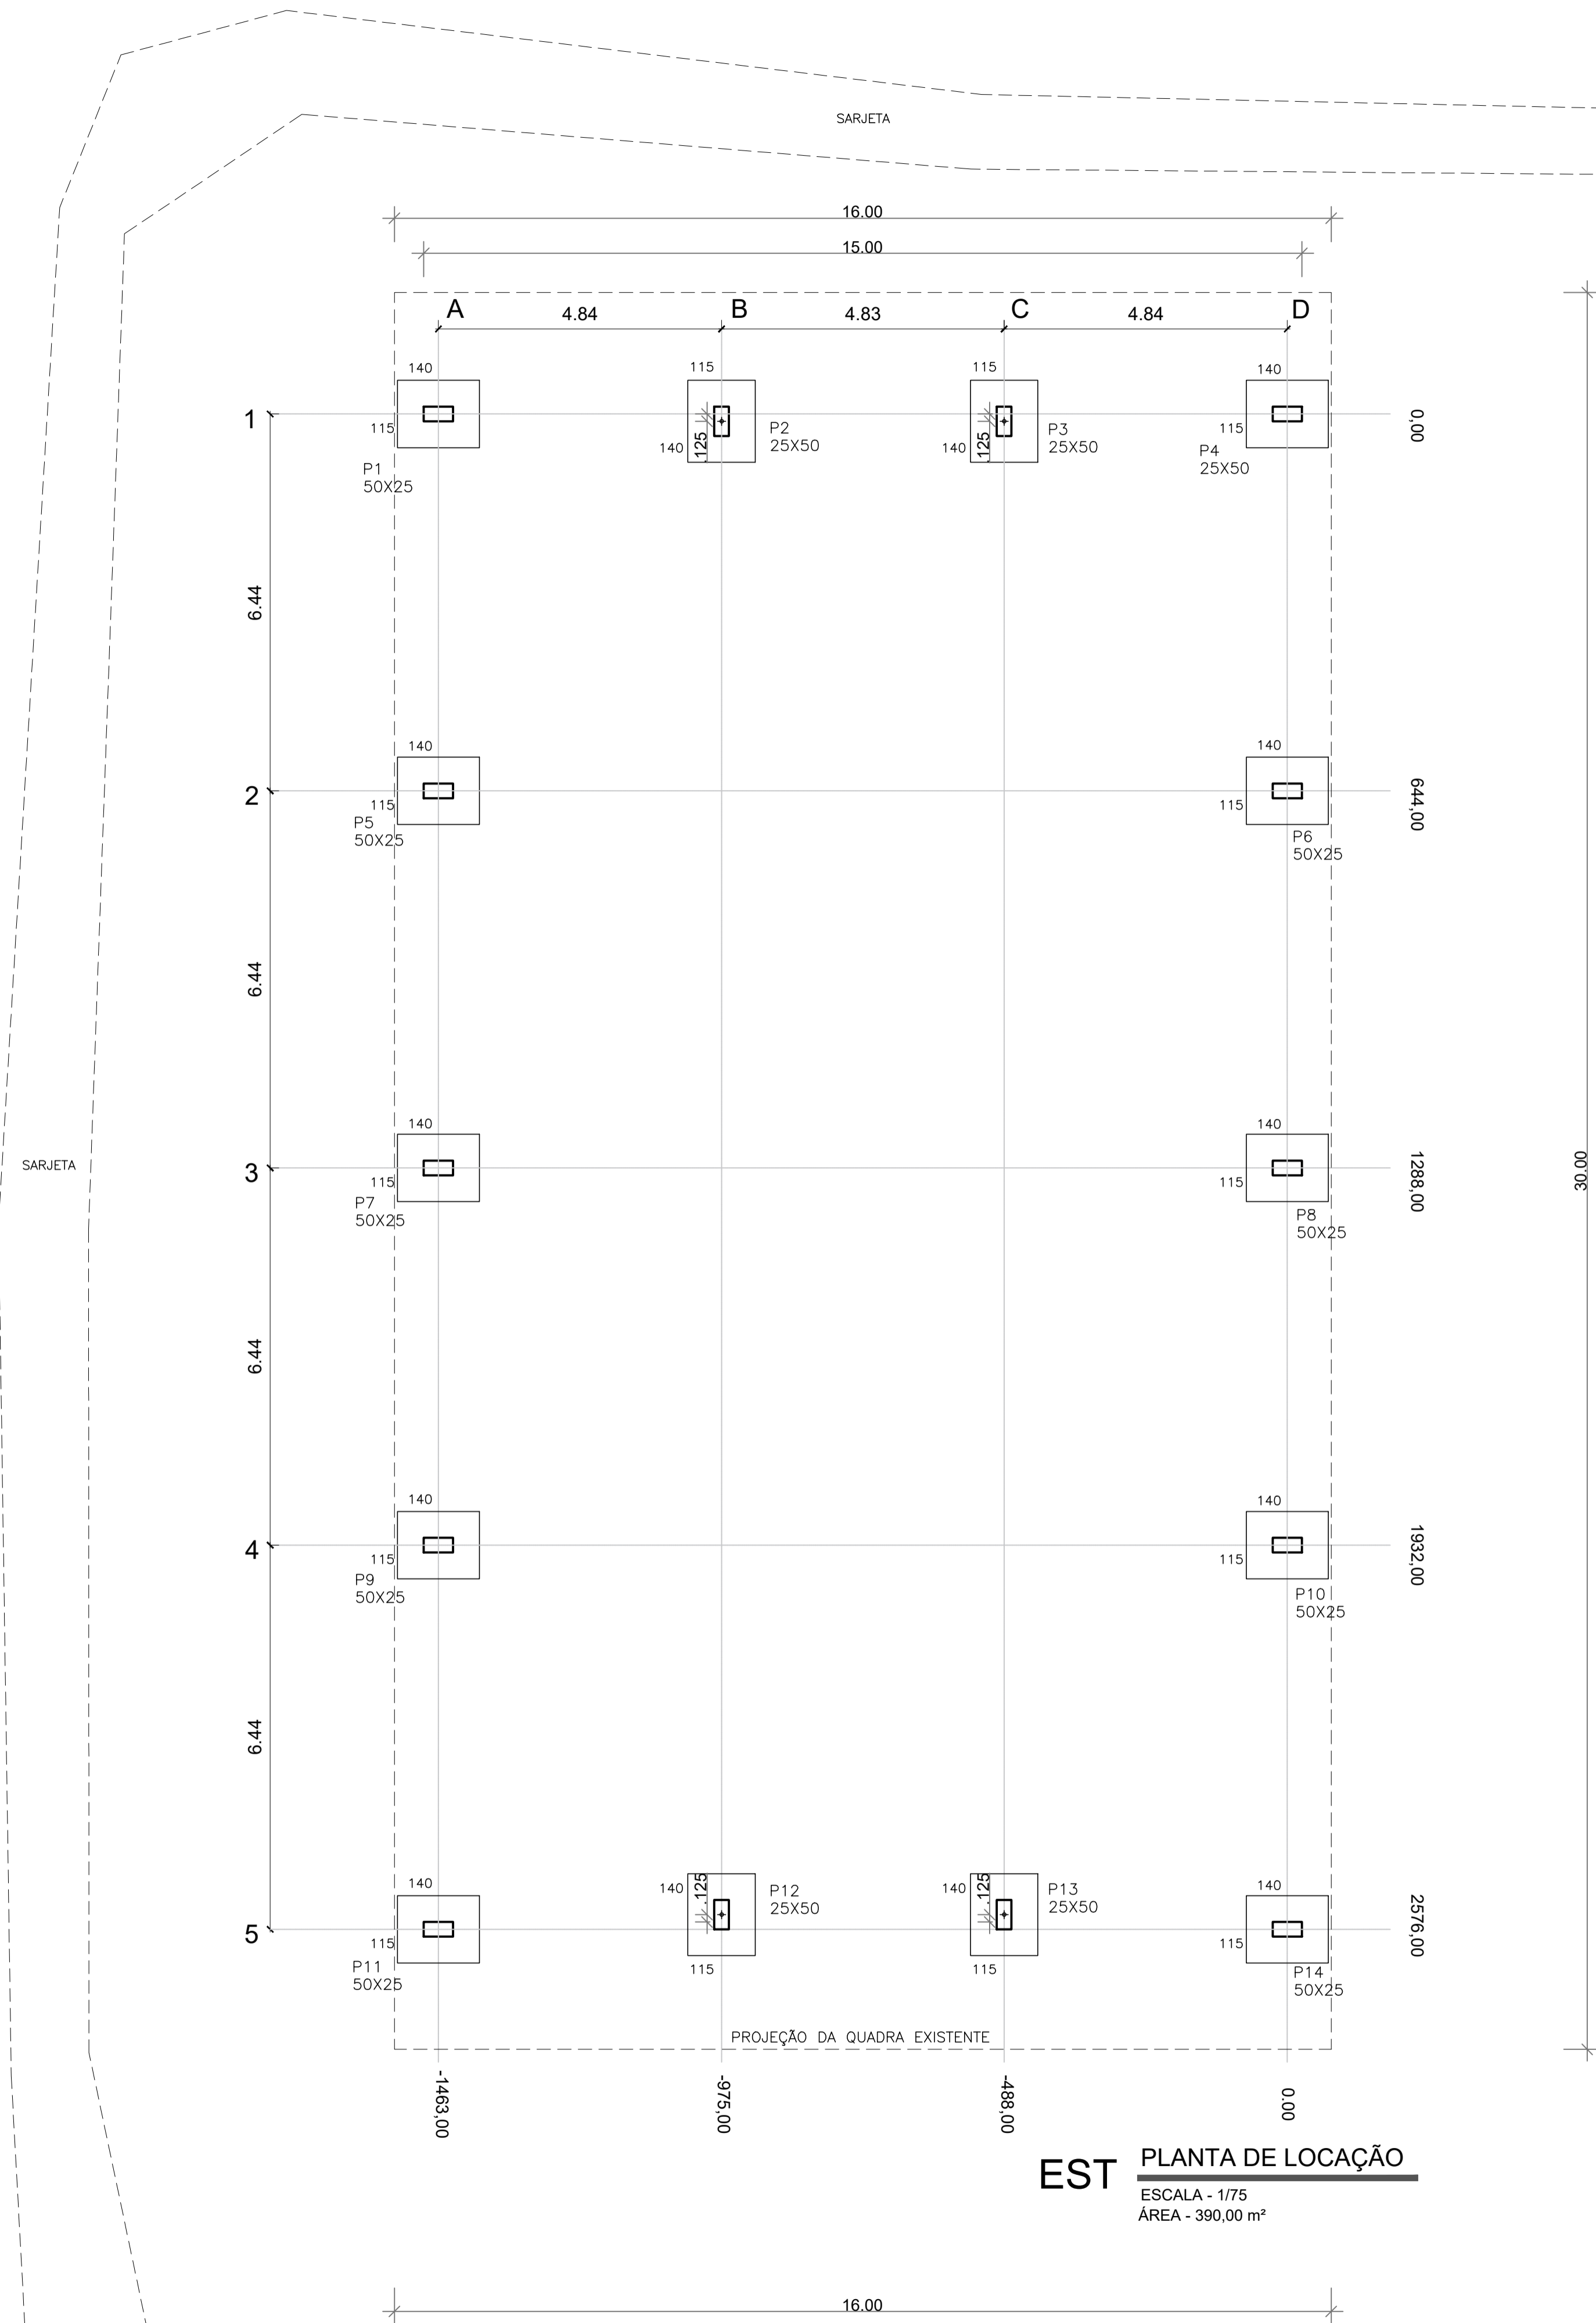 SARJETA
16.00
15.00
A
B
C
D
4.84
4.83
4.84
140
115
115
140
1
115
P1
50X25
140
.125
P2
25X50
140
.125
P3
25X50
115
P4
25X50
0,00
6.44
140
140
2
115
P5
50X25
115
P6
50X25
644,00
6.44
140
140
SARJETA
3
115
P7
50X25
115
P8
50X25
1288,00
30.00
6.44
140
140
4
115
P9
50X25
115
P10
50X25
1932,00
6.44
140
140
.125
P12
25X50
140
.125
P13
25X50
140
5
115
P11
50X25
115
115
115
P14
50X25
2576,00
PROJEÇÃO DA QUADRA EXISTENTE
-1463,00
-975,00
-488,00
0.00
EST
PLANTA DE LOCAÇÃO
ESCALA - 1/75
ÁREA - 390,00 m²
16.00